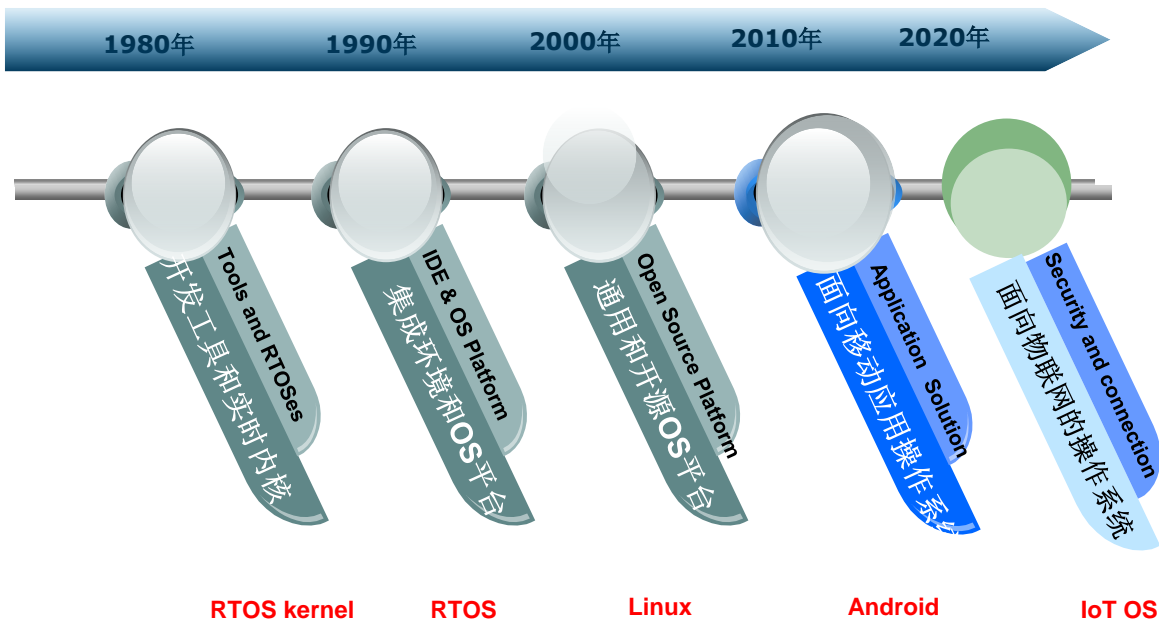 1980年
1990年
2000年
2010年
2020年
Tools and RTOSes
开发工具和实时内核
IDE & OS Platform
集成环境和OS平台
Open Source Platform
通用和开源OS平台
Application Solution
面向移动应用操作系统
Security and connection
面向物联网的操作系统
RTOS kernel
RTOS
Linux
Android
IoT OS